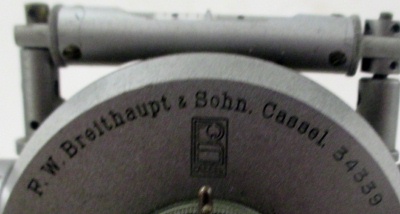 F. W. Breithaupt & Sohn. Cassel. 34339